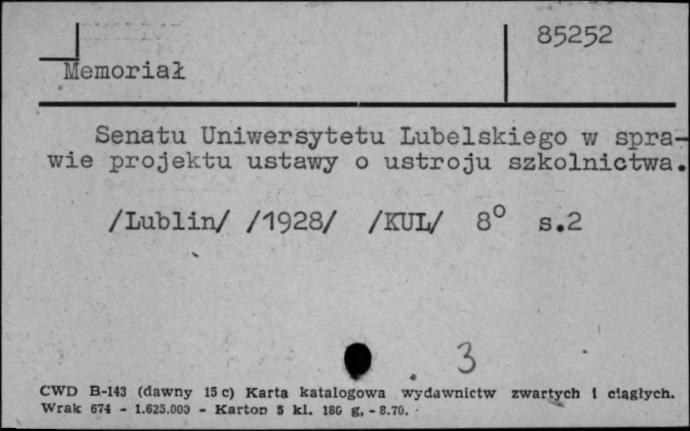 85252
Memoriał
Senatu Uniwersytetu Lubelskiego w spra-
wie projektu ustawy o ustroju szkolnictwa.
/Lublin/ /1928/ /KUL/ 8° s.2
3
CWD B-143 (dawny 15 c) Karta katalogowa wydawnictw zwartych i ciągłych.
Wrak 674 - 1.625.000 - Karton 5 kl. 180 g. - 8.70.